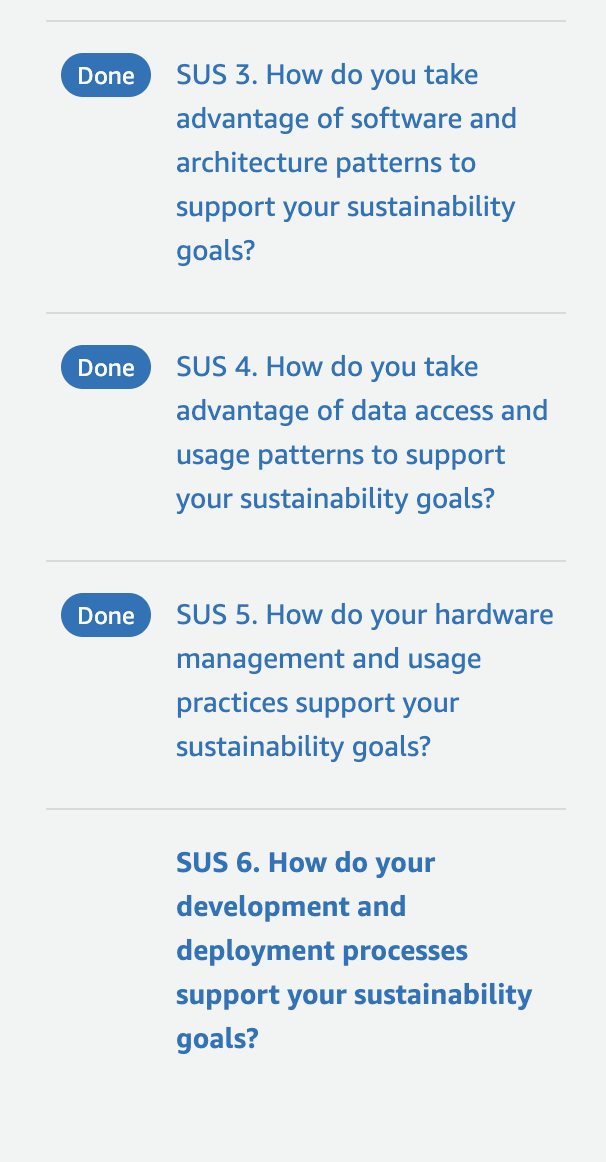 Done
SUS 3. How do you take
advantage of software and
architecture patterns to
support your sustainability
goals?
Done
SUS 4. How do you take
advantage of data access and
usage patterns to support
your sustainability goals?
Done
SUS 5. How do your hardware
management and usage
practices support your
sustainability goals?
SUS 6. How do your
development and
deployment processes
support your sustainability
goals?